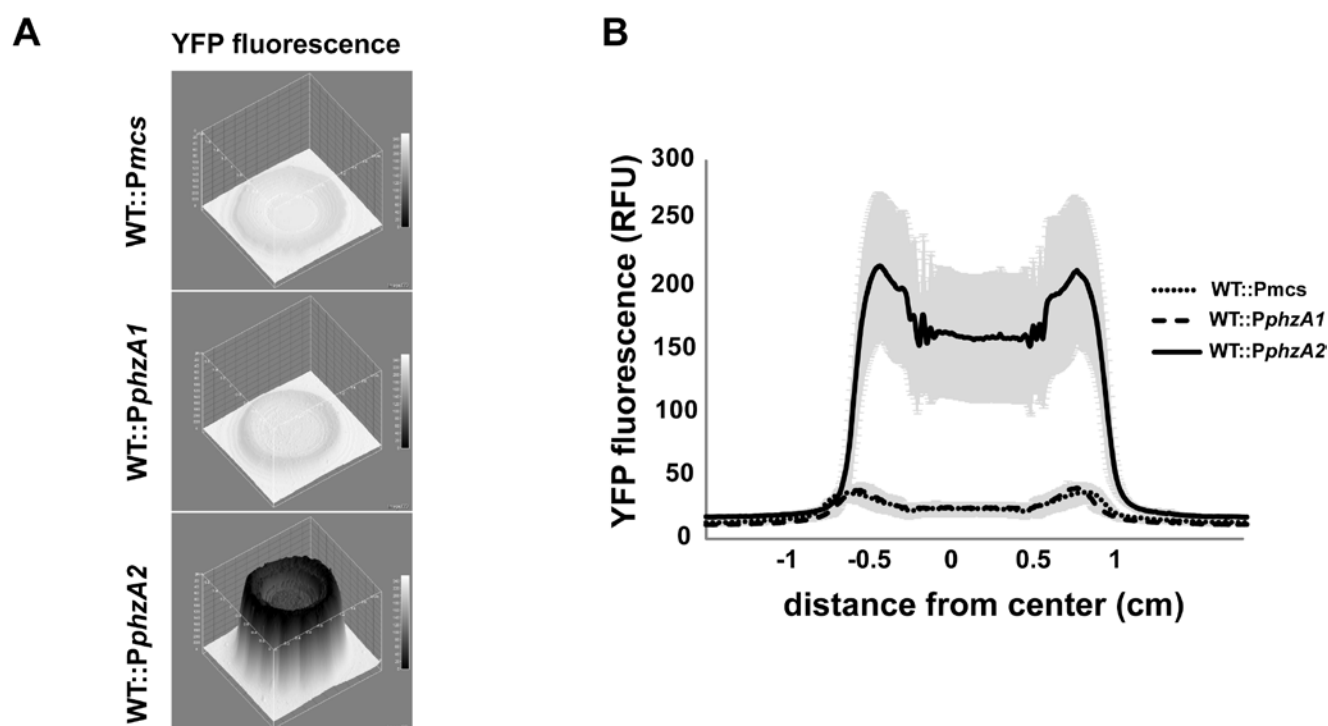 A
YFP fluorescence
WT::Pmcs
WT::PphzA1
WT::PphzA2
B
YFP fluorescence (RFU)
300
250
200
150
100
50
0
-1
-0.5
0
0.5
1
distance from center (cm)
WT::Pmcs
WT::PphzA1
WT::PphzA2